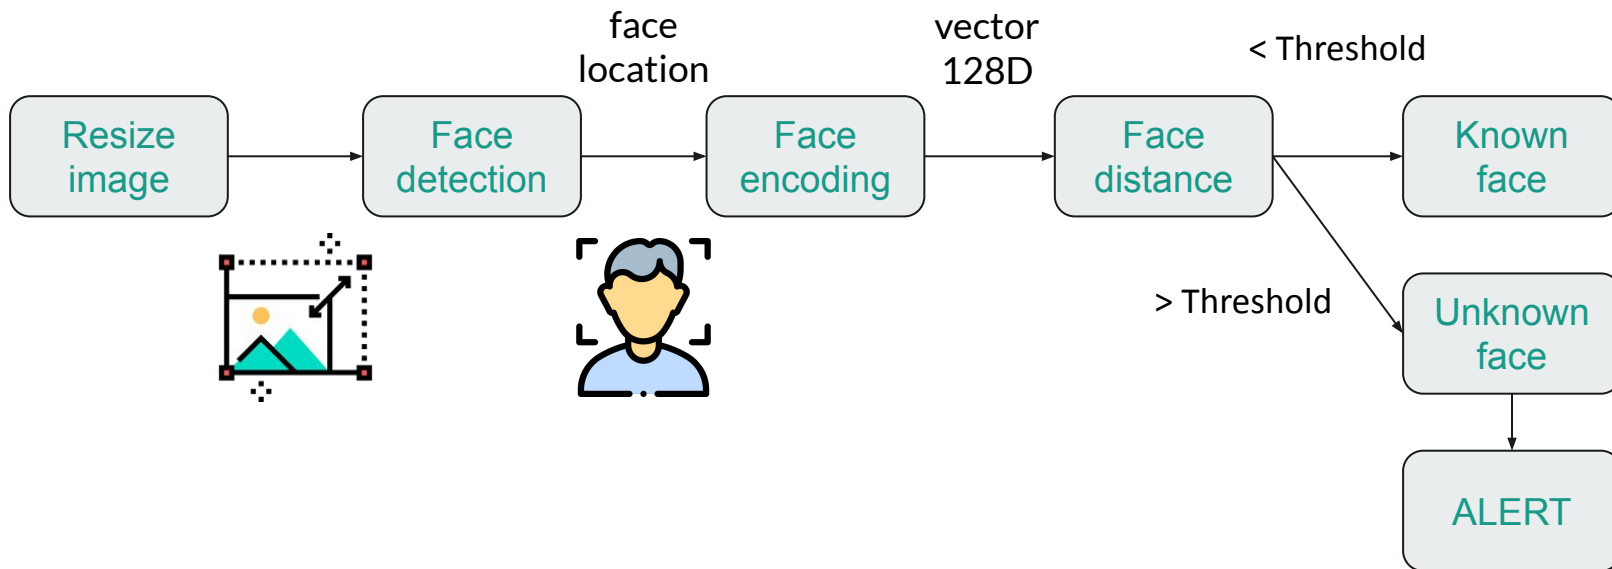 face
location
vector
128D
< Threshold
Resize
image
Face
detection
Face
encoding
Face
distance
Known
face
> Threshold
Unknown
face
ALERT